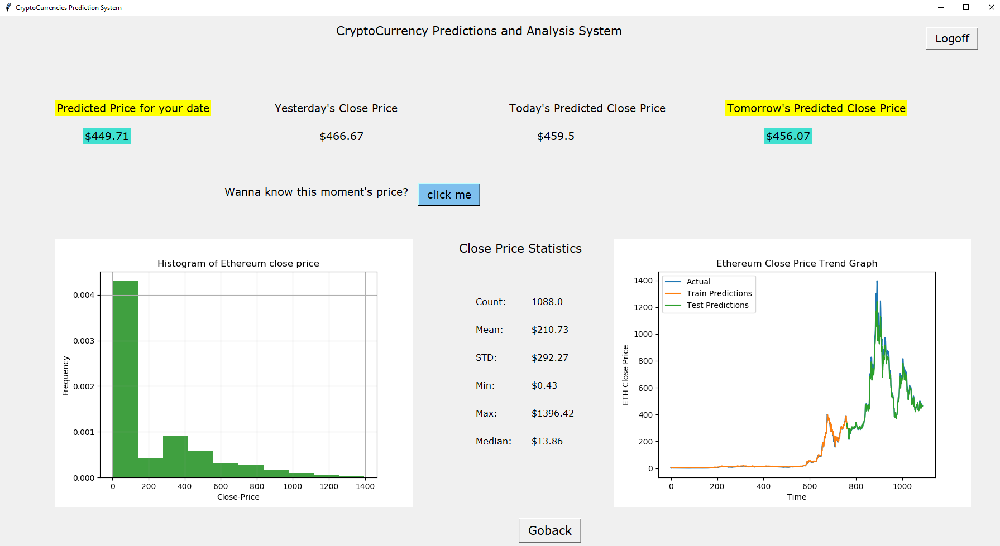 CryptoCurrencies Prediction System
CryptoCurrency Predictions and Analysis System
Logoff
Predicted Price for your date
Yesterday's Close Price
Today's Predicted Close Price
Tomorrow's Predicted Close Price
$449.71
$466.67
$459.5
$456.07
Wanna know this moment's price?
click me
Histogram of Ethereum close price
Frequency
0.004
0.003
0.002
0.001
0.000
0 200 400 600 800 1000 1200 1400
Close-Price
Close Price Statistics
Count: 1088.0
Mean: $210.73
STD: $292.27
Min: $0.43
Max: $1396.42
Median: $13.86
Ethereum Close Price Trend Graph
Actual
Train Predictions
Test Predictions
ETH Close Price
1400
1200
1000
800
600
400
200
0
0 200 400 600 800 1000
Time
Goback